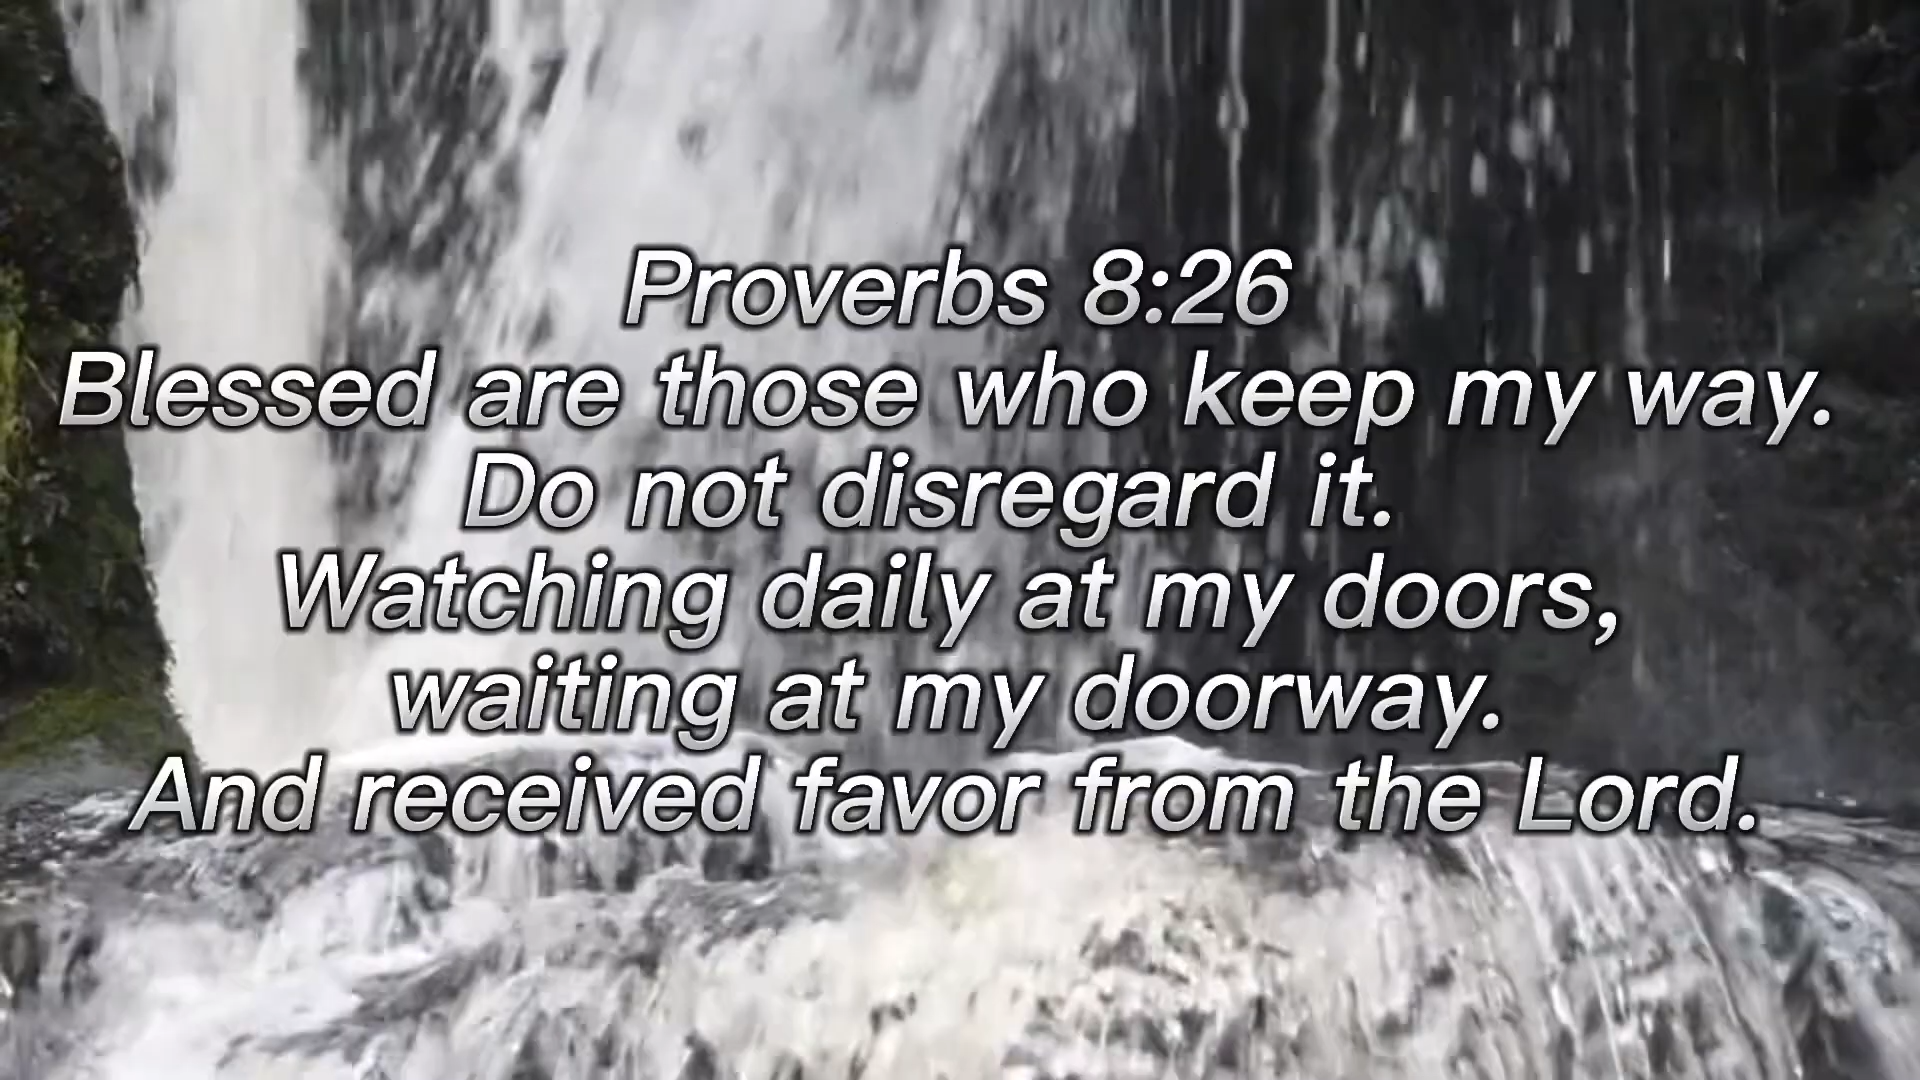 Proverbs 8:26
Blessed are those who keep my way.
Do not disregard it.
Watching daily at my doors,
waiting at my doorway.
And received favor from the Lord.